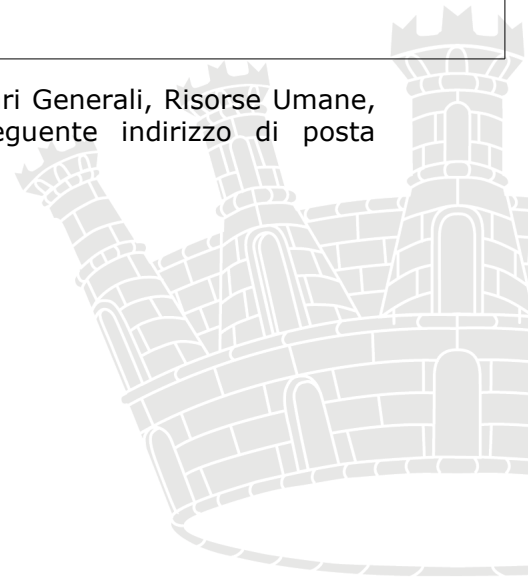 ri Generali, Risorse Umane,
eguente indirizzo di posta